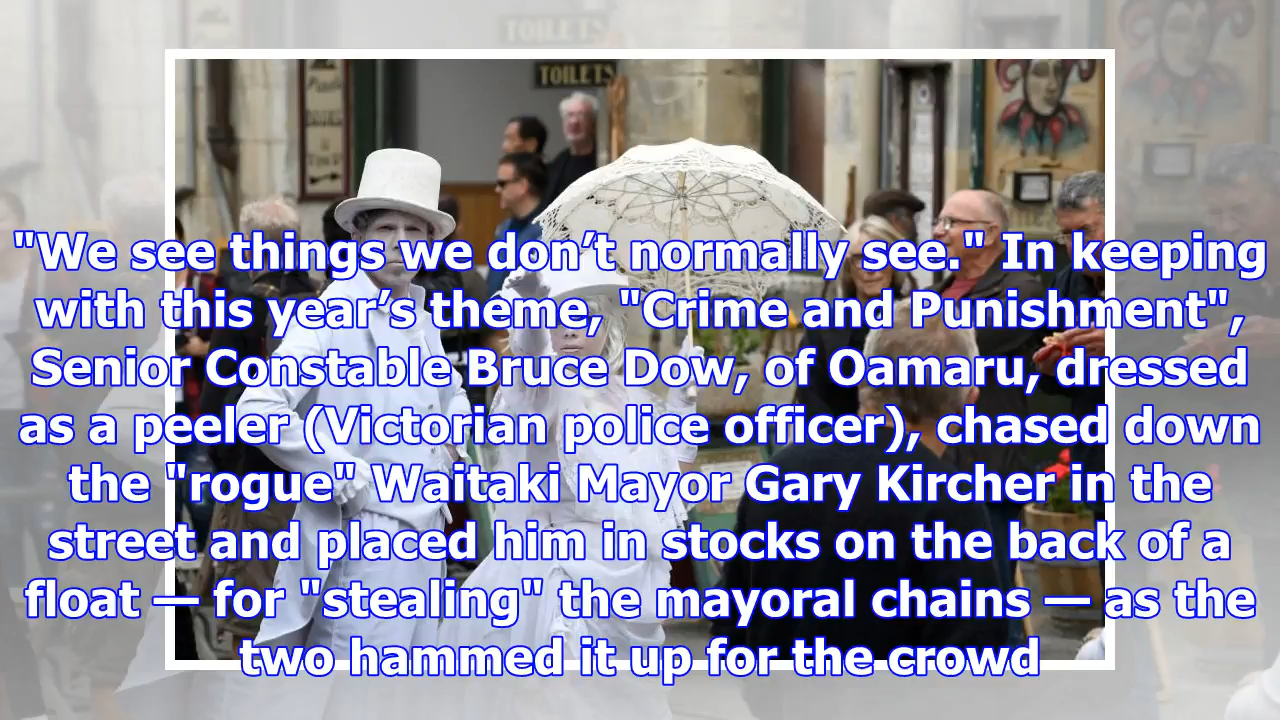 TOILETS
TOILETS
"We see things we don’t normally see." In keeping
with this year’s theme, "Crime and Punishment",
Senior Constable Bruce Dow, of Oamaru, dressed
as a peeler (Victorian police officer), chased down
the "rogue" Waitaki Mayor Gary Kircher in the
street and placed him in stocks on the back of a
float — for "stealing" the mayoral chains — as the
two hammed it up for the crowd